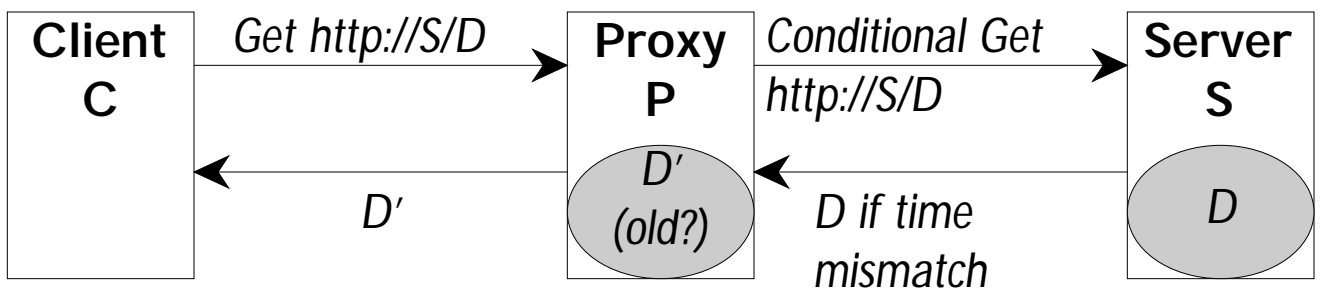 Client
C
Get http://S/D
Proxy
P
Conditional Get
http://S/D
Server
S
D′
D′
(old?)
D if time
mismatch
D